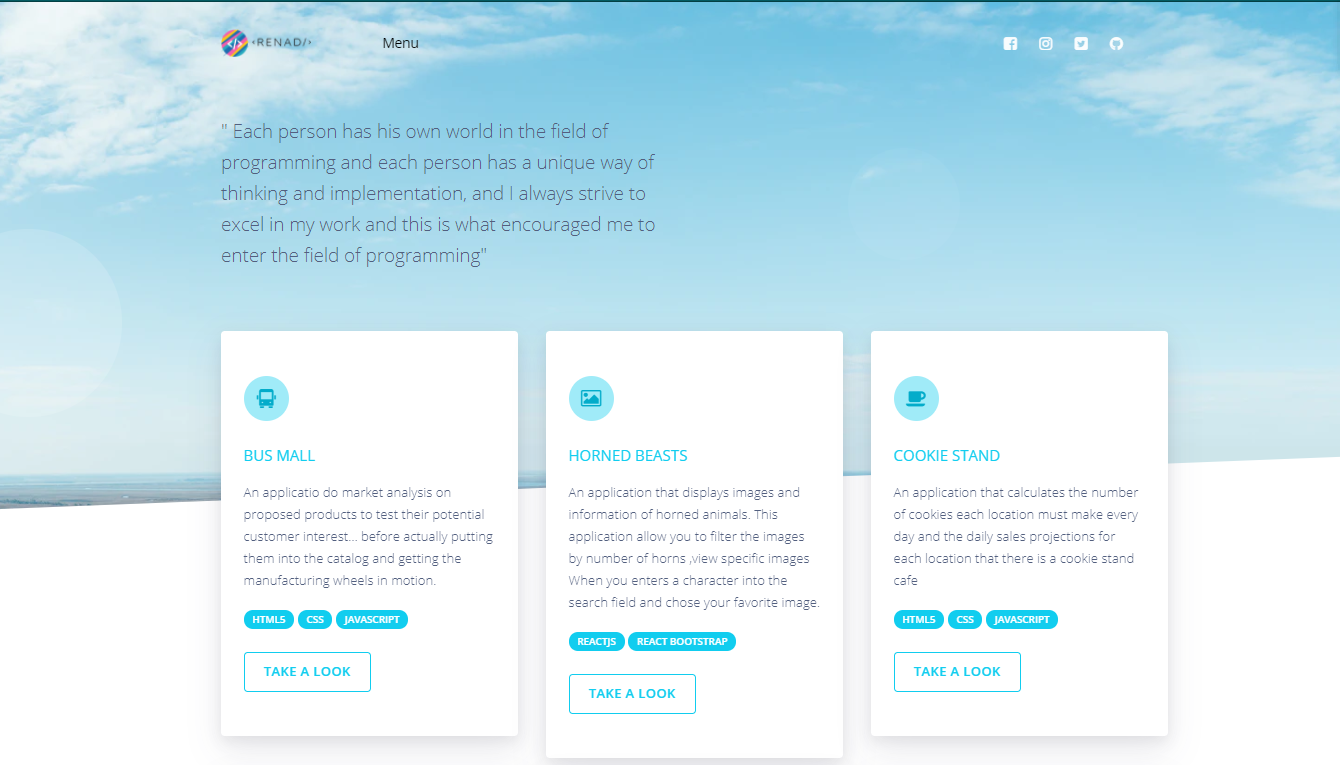 <RENAD/>
Menu
" Each person has his own world in the field of
programming and each person has a unique way of
thinking and implementation, and I always strive to
excel in my work and this is what encouraged me to
enter the field of programming"
BUS MALL
An applicatio do market analysis on
proposed products to test their potential
customer interest... before actually putting
them into the catalog and getting the
manufacturing wheels in motion.
HTML5 CSS JAVASCRIPT
TAKE A LOOK
HORNED BEASTS
An application that displays images and
information of horned animals. This
application allow you to filter the images
by number of horns ,view specific images
When you enters a character into the
search field and chose your favorite image.
REACTJS REACT BOOTSTRAP
TAKE A LOOK
COOKIE STAND
An application that calculates the number
of cookies each location must make every
day and the daily sales projections for
each location that there is a cookie stand
cafe
HTML5 CSS JAVASCRIPT
TAKE A LOOK